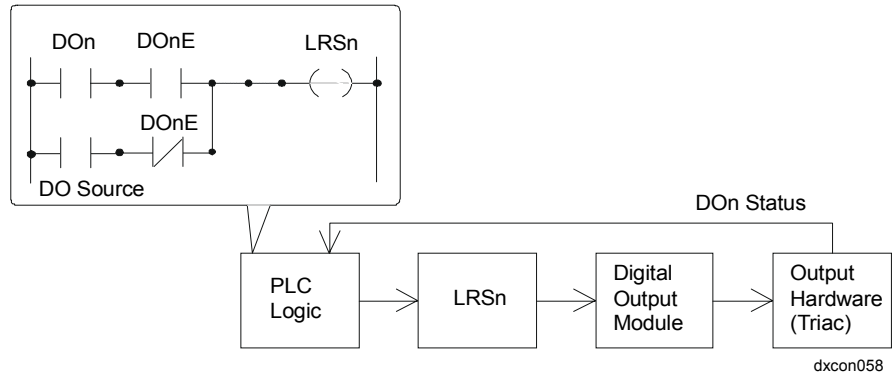 DOn DOnE LRSn
DOnE
DO Source
DOn Status
PLC
Logic
LRSn
Digital
Output
Module
Output
Hardware
(Triac)
dxcon058